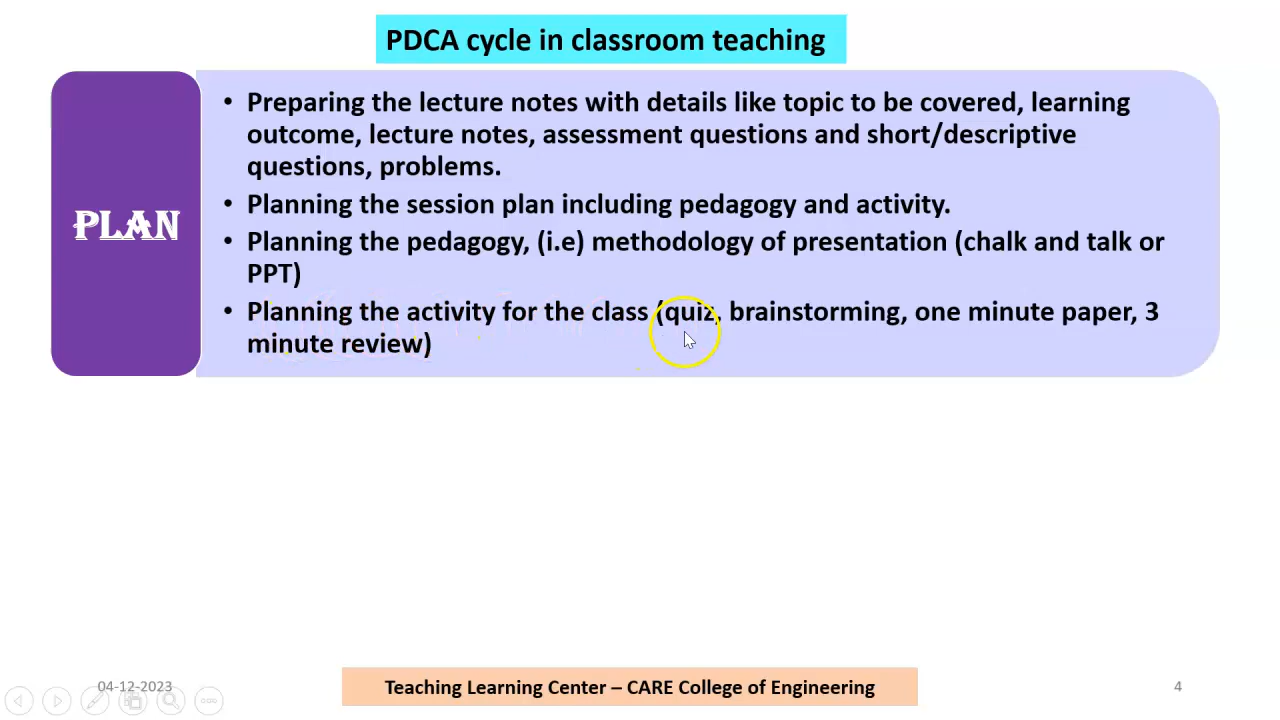 PDCA cycle in classroom teaching
PLAN
• Preparing the lecture notes with details like topic to be covered, learning
outcome, lecture notes, assessment questions and short/descriptive
questions, problems.
• Planning the session plan including pedagogy and activity.
• Planning the pedagogy, (i.e) methodology of presentation (chalk and talk or
PPT)
• Planning the activity for the class (quiz, brainstorming, one minute paper, 3
minute review)
04-12-2023
Teaching Learning Center – CARE College of Engineering
4